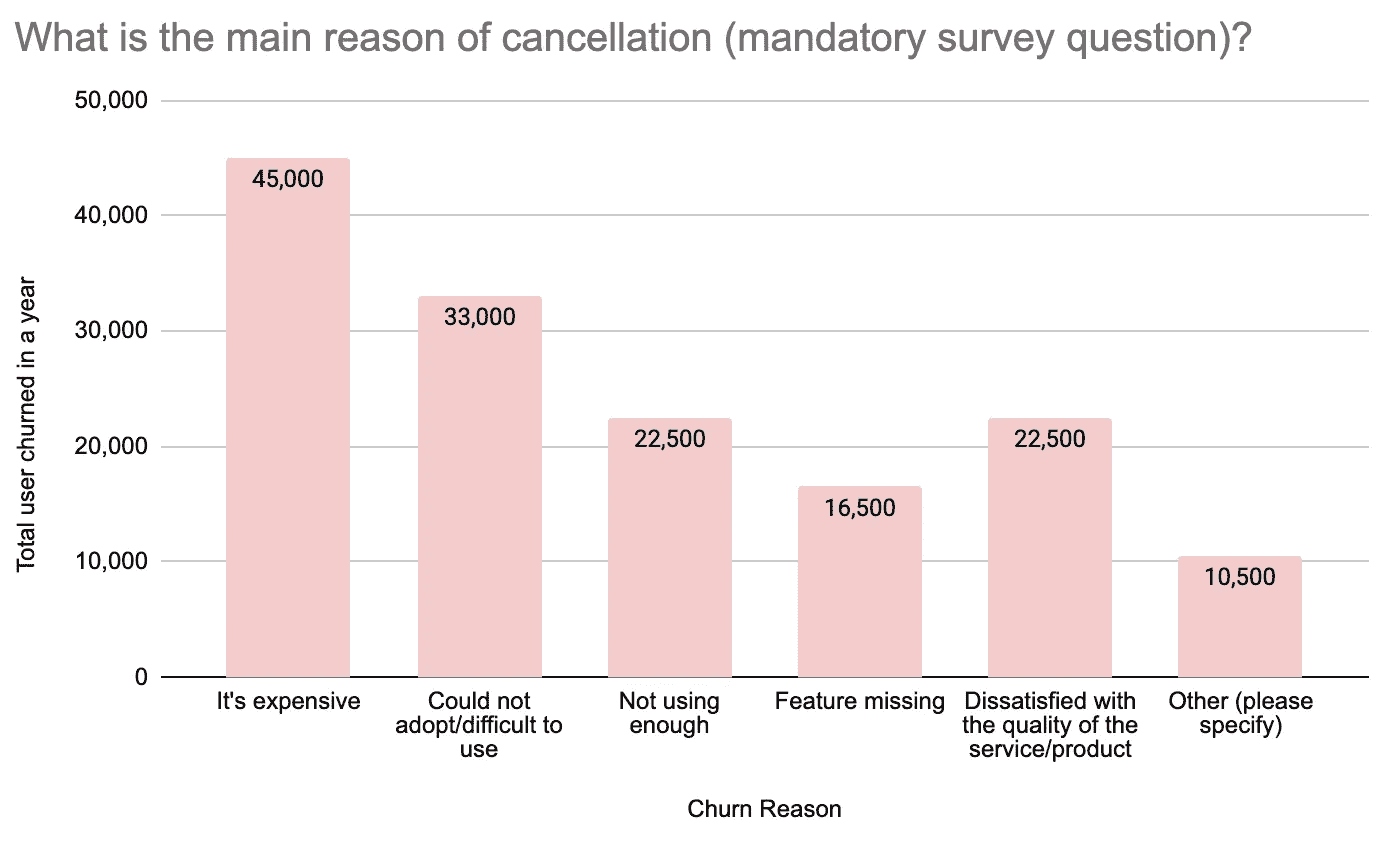 What is the main reason of cancellation (mandatory survey question)?
Total user churned in a year
50,000
40,000
30,000
20,000
10,000
0
45,000
33,000
22,500
16,500
22,500
10,500
It's expensive
Could not
adopt/difficult to
use
Not using
enough
Feature missing
Dissatisfied with
the quality of the
service/product
Other (please
specify)
Churn Reason